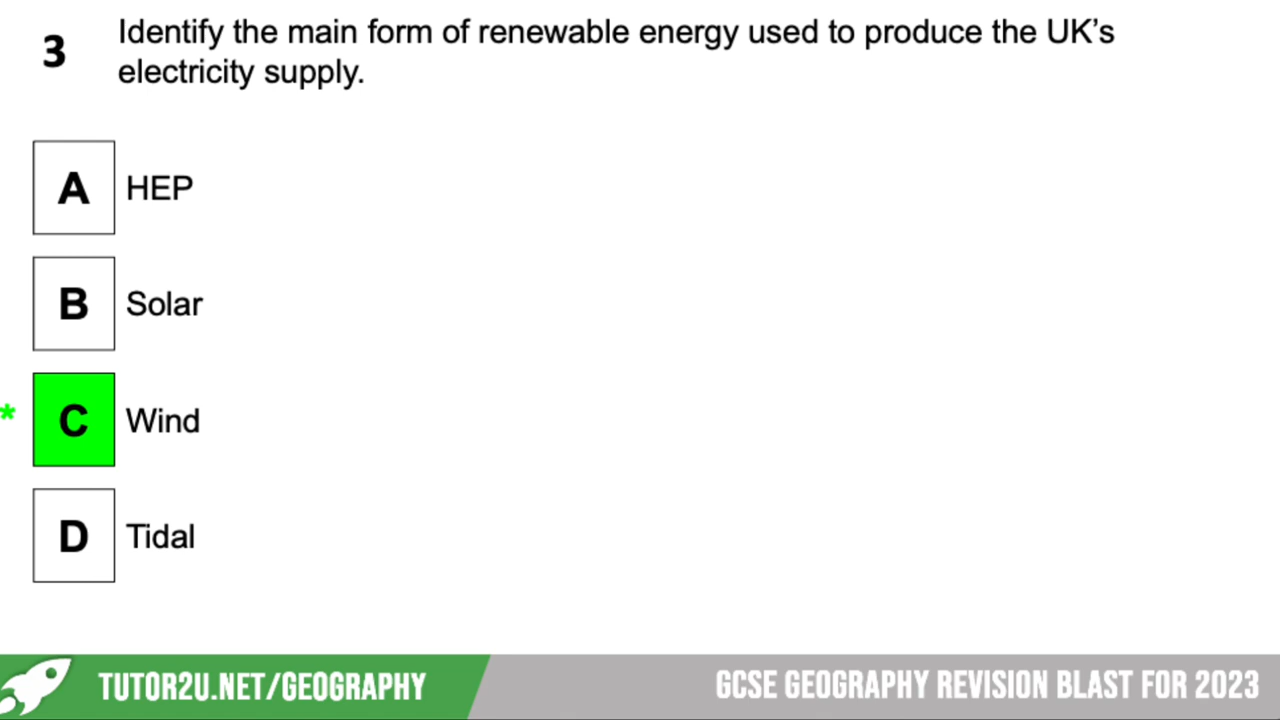 3
Identify the main form of renewable energy used to produce the UK’s
electricity supply.
A HEP
B Solar
* C Wind
D Tidal
TUTOR2U.NET/GEOGRAPHY
GCSE GEOGRAPHY REVISION BLAST FOR 2023